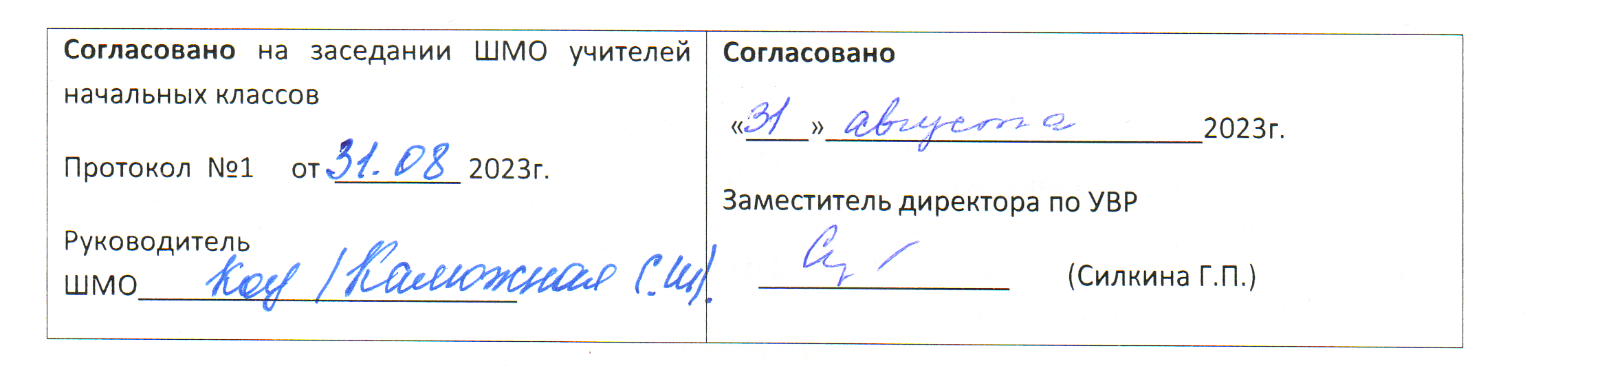 Согласовано на заседании ШМО учителей
начальных классов
Протокол №1 от 31.08 2023г.
Руководитель
ШМО /Калюжная С.Ш.
Согласовано
«31» августа 2023г.
Заместитель директора по УВР
(Силкина Г.П.)